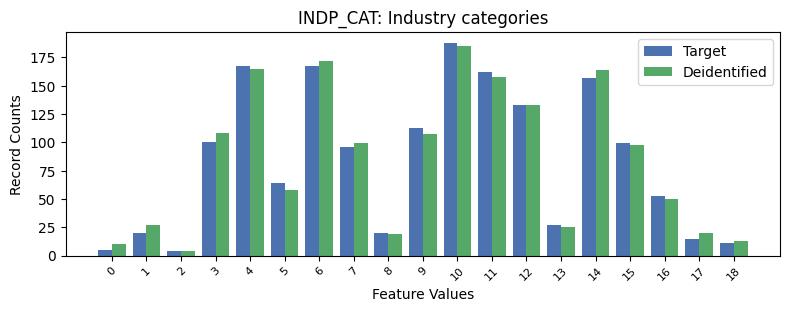 INDP_CAT: Industry categories
Target
Deidentified
Record Counts
175
150
125
100
75
50
25
0
0 1 2 3 4 5 6 7 8 9 10 11 12 13 14 15 16 17 18
Feature Values